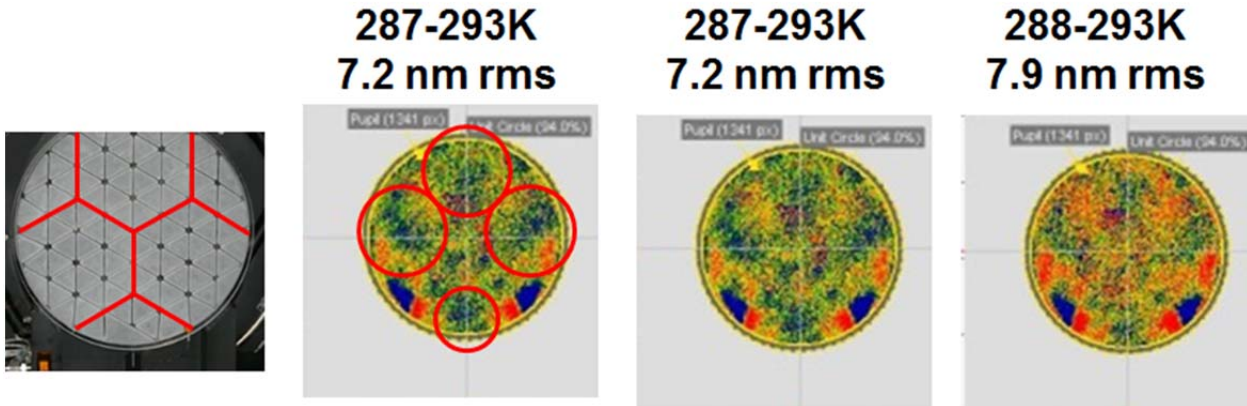 287-293K
7.2 nm rms
287-293K
7.2 nm rms
288-293K
7.9 nm rms
Pupil (1341 px)
Unit Circle (94.0%)
Pupil (1341 px)
Unit Circle (94.0%)
Pupil (1341 px)
Unit Circle (94.0%)